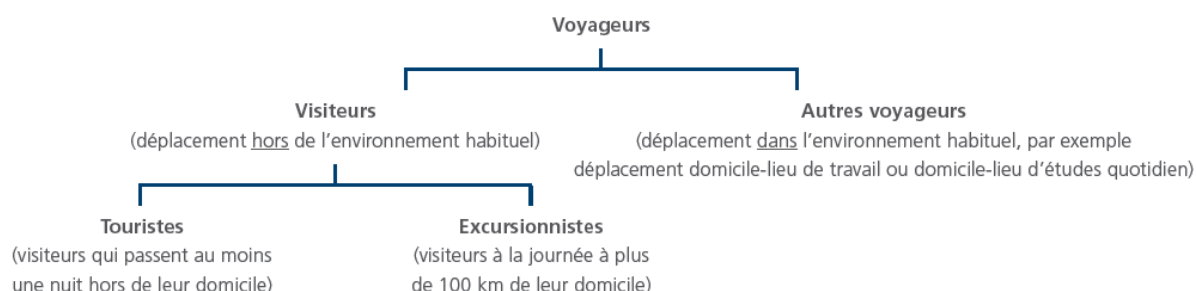 Voyageurs
Visiteurs
(déplacement hors de l’environnement habituel)
Autres voyageurs
(déplacement dans l’environnement habituel, par exemple
déplacement domicile-lieu de travail ou domicile-lieu d’études quotidien)
Touristes
(visiteurs qui passent au moins
une nuit hors de leur domicile)
Excursionnistes
(visiteurs à la journée à plus
de 100 km de leur domicile)